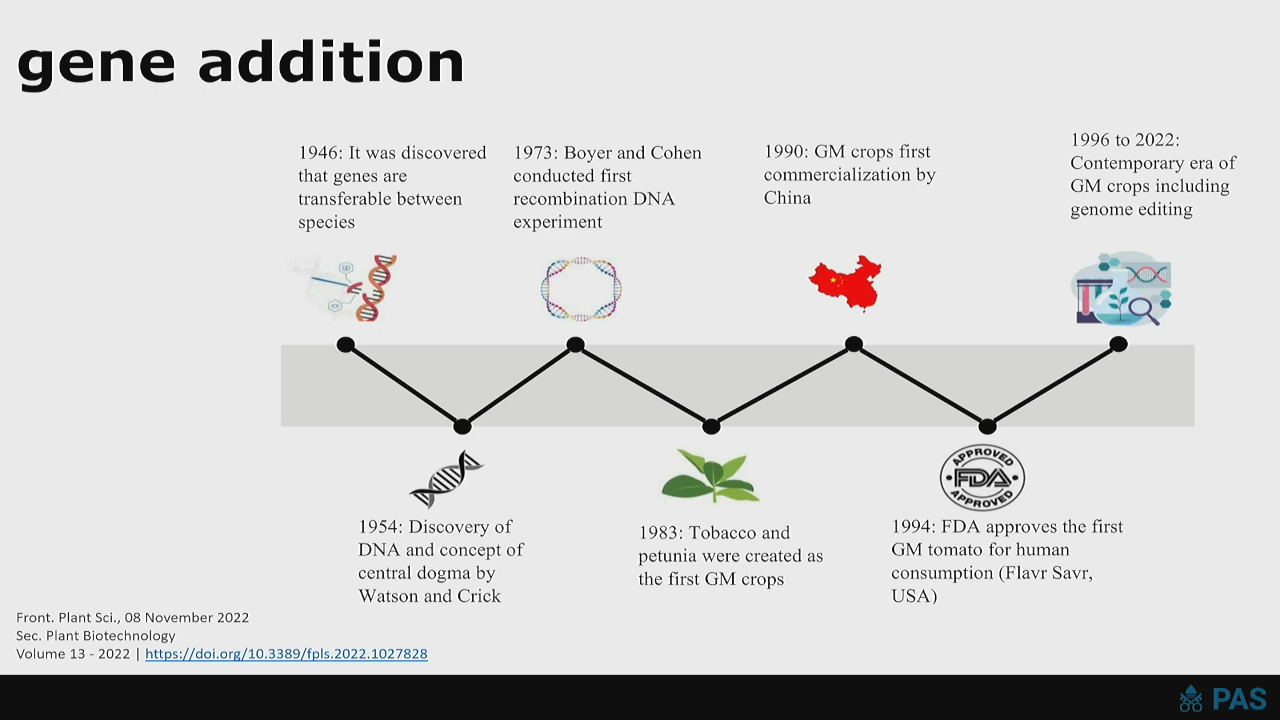 gene addition
1946: It was discovered
that genes are
transferable between
species
1973: Boyer and Cohen
conducted first
recombination DNA
experiment
1990: GM crops first
commercialization by
China
1996 to 2022:
Contemporary era of
GM crops including
genome editing
1954: Discovery of
DNA and concept of
central dogma by
Watson and Crick
1983: Tobacco and
petunia were created as
the first GM crops
APPROVED
FDA
APPROVED
1994: FDA approves the first
GM tomato for human
consumption (Flavr Savr,
USA)
Front. Plant Sci., 08 November 2022
Sec. Plant Biotechnology
Volume 13 - 2022 | https://doi.org/10.3389/fpls.2022.1027828
PAS